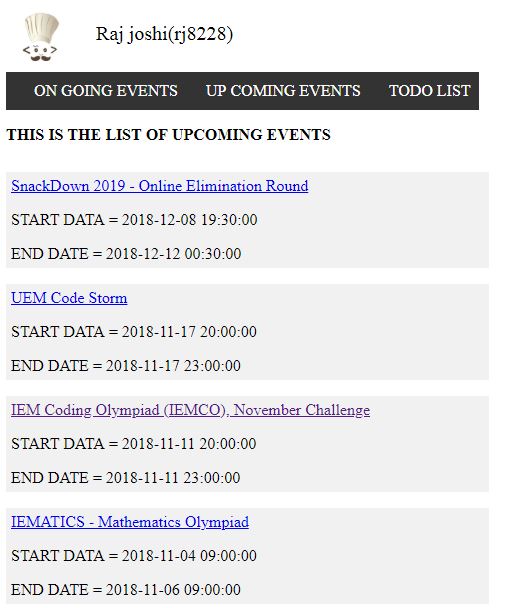 Raj joshi(rj8228)
ON GOING EVENTS UP COMING EVENTS TODO LIST
THIS IS THE LIST OF UPCOMING EVENTS
SnackDown 2019 - Online Elimination Round
START DATA = 2018-12-08 19:30:00
END DATE = 2018-12-12 00:30:00
UEM Code Storm
START DATA = 2018-11-17 20:00:00
END DATE = 2018-11-17 23:00:00
IEM Coding Olympiad (IEMCO), November Challenge
START DATA = 2018-11-11 20:00:00
END DATE = 2018-11-11 23:00:00
IEMATICS - Mathematics Olympiad
START DATA = 2018-11-04 09:00:00
END DATE = 2018-11-06 09:00:00